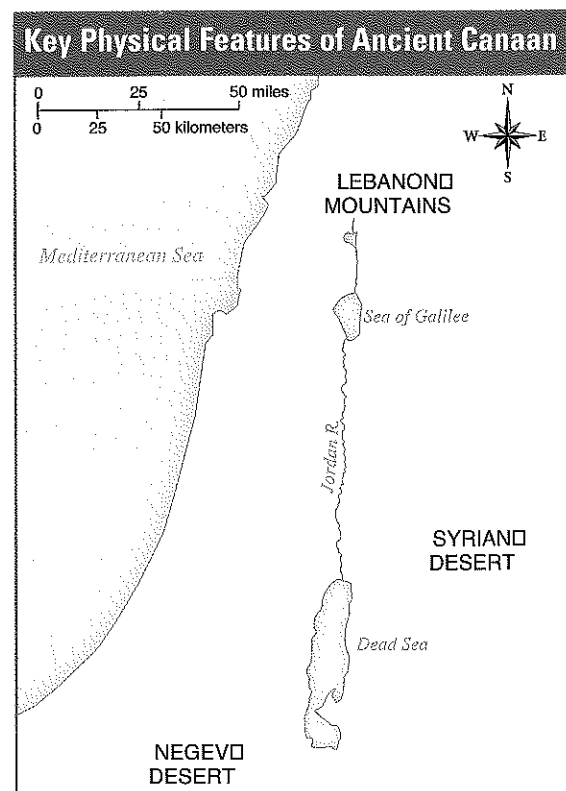 Key Physical Features of Ancient Canaan
0 25 50 miles
0 25 50 kilometers
N
W E
S
LEBANON□
MOUNTAINS
Mediterranean Sea
Sea of Galilee
Jordan R.
SYRIAN□
DESERT
Dead Sea
NEGEV□
DESERT